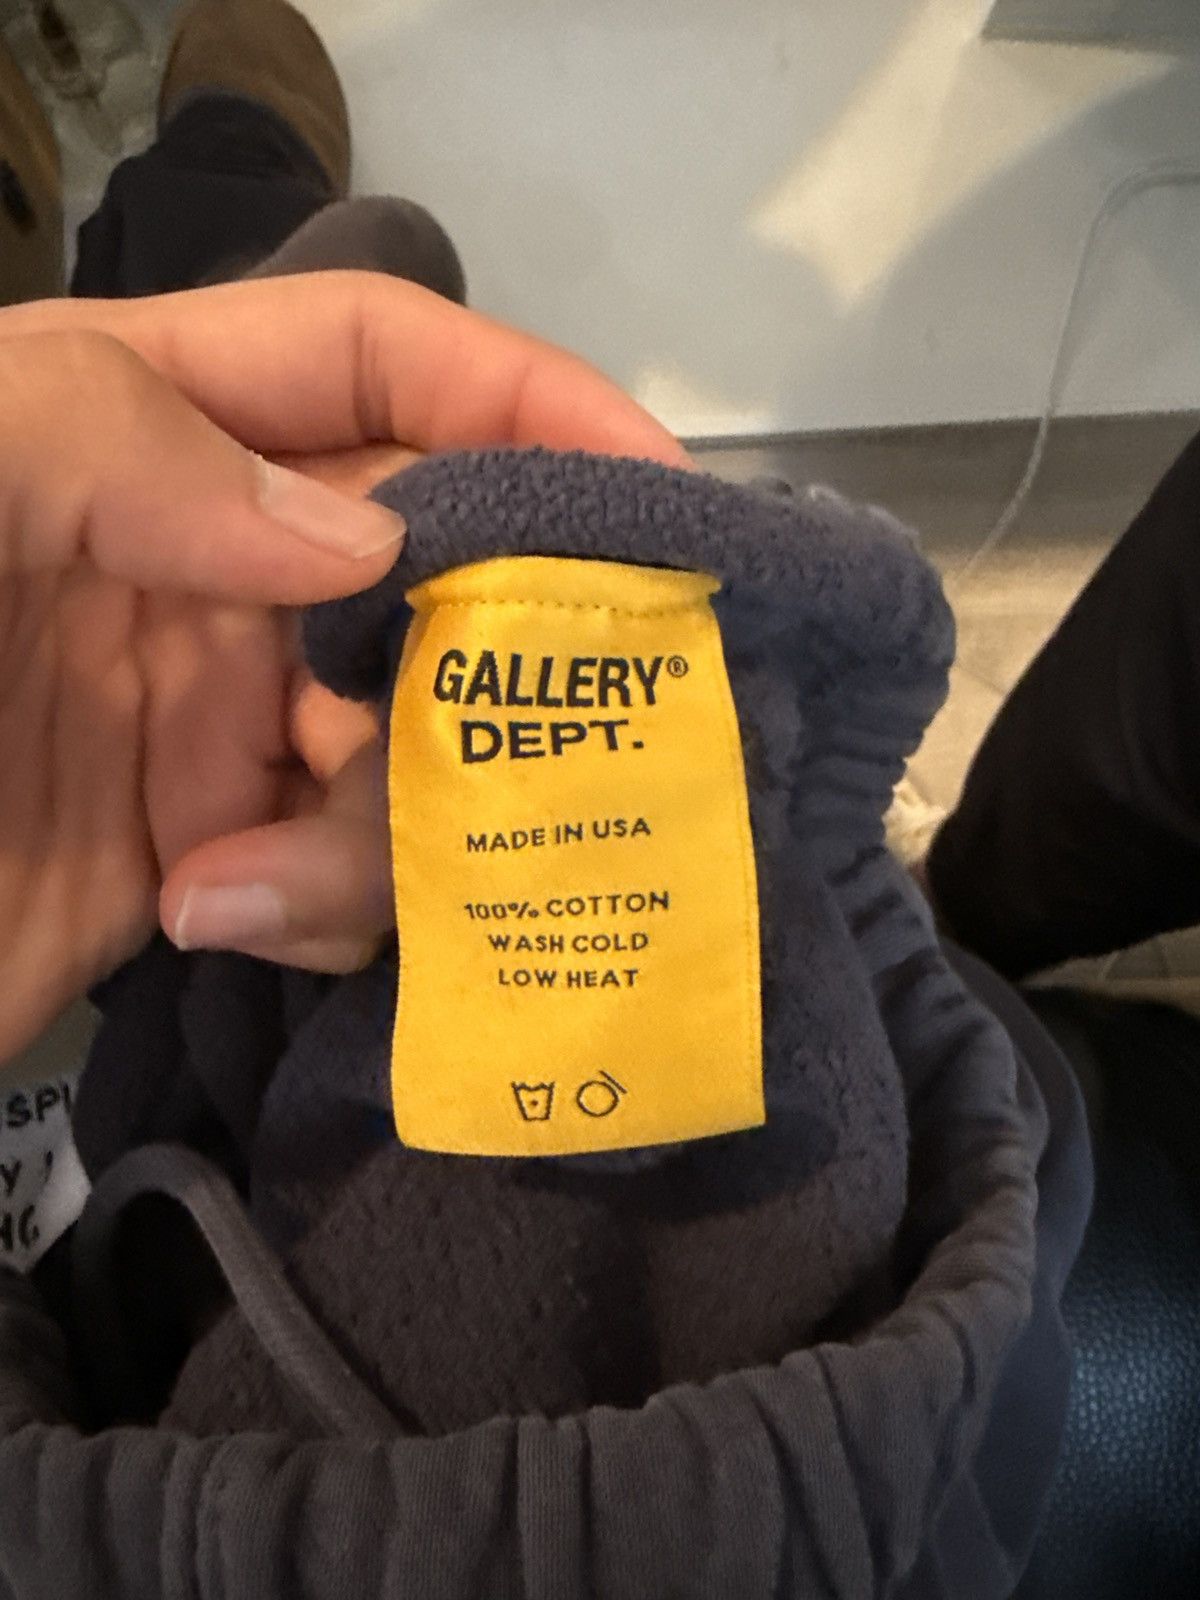 GALLERY®
DEPT.
MADE IN USA
100% COTTON
WASH COLD
LOW HEAT